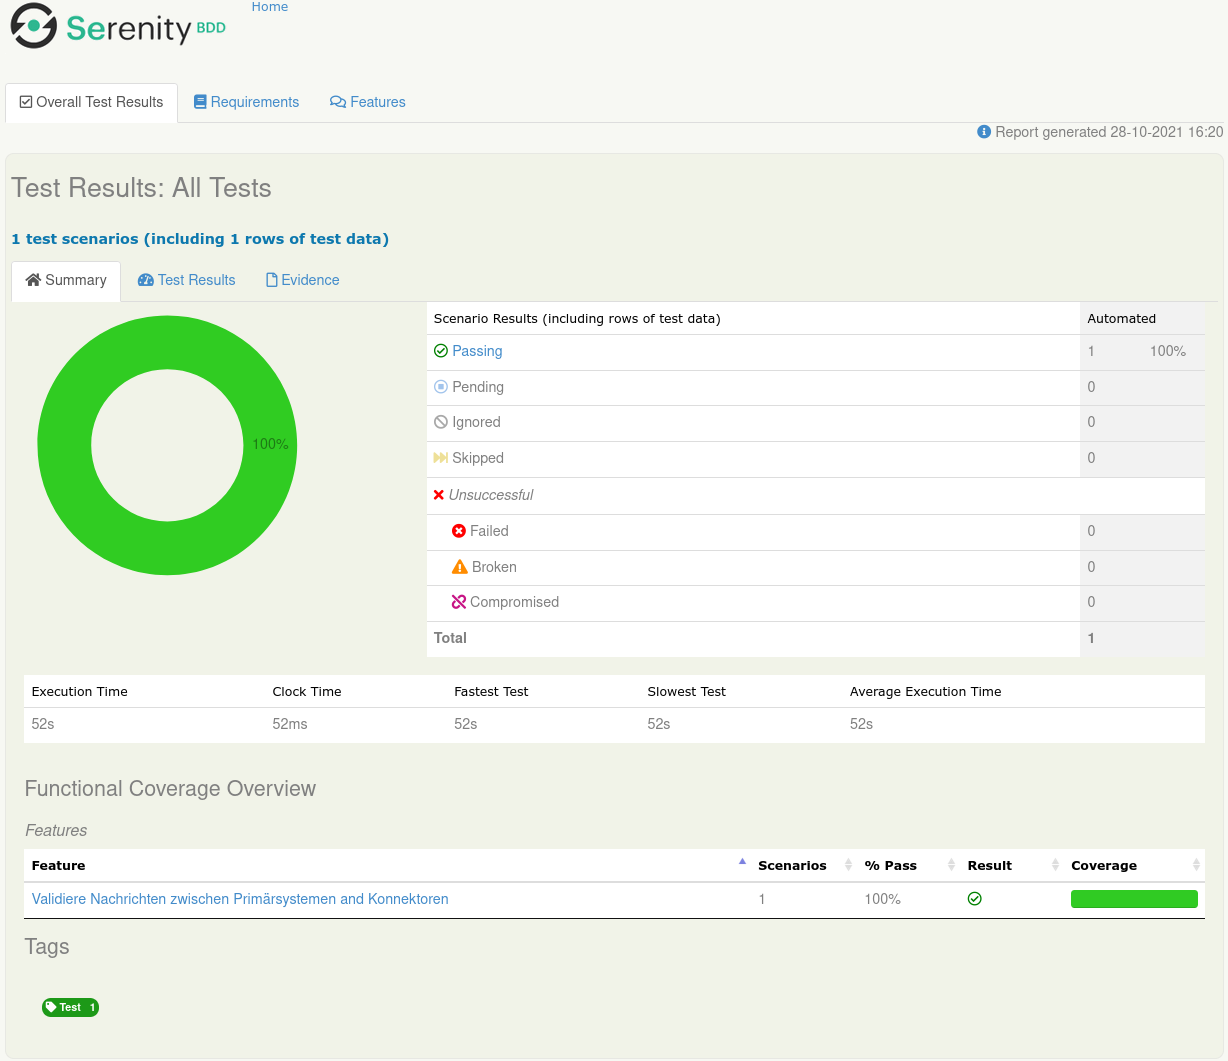 Serenity BDD
Home
Overall Test Results Requirements Features
Report generated 28-10-2021 16:20
Test Results: All Tests
1 test scenarios (including 1 rows of test data)
Summary Test Results Evidence
100%
Scenario Results (including rows of test data) Automated
Passing 1 100%
Pending 0
Ignored 0
Skipped 0
Unsuccessful
Failed 0
Broken 0
Compromised 0
Total 1
Execution Time Clock Time Fastest Test Slowest Test Average Execution Time
52s 52ms 52s 52s 52s
Functional Coverage Overview
Features
Feature Scenarios % Pass Result Coverage
Validiere Nachrichten zwischen Primärsystemen and Konnektoren 1 100%
Tags
Test 1